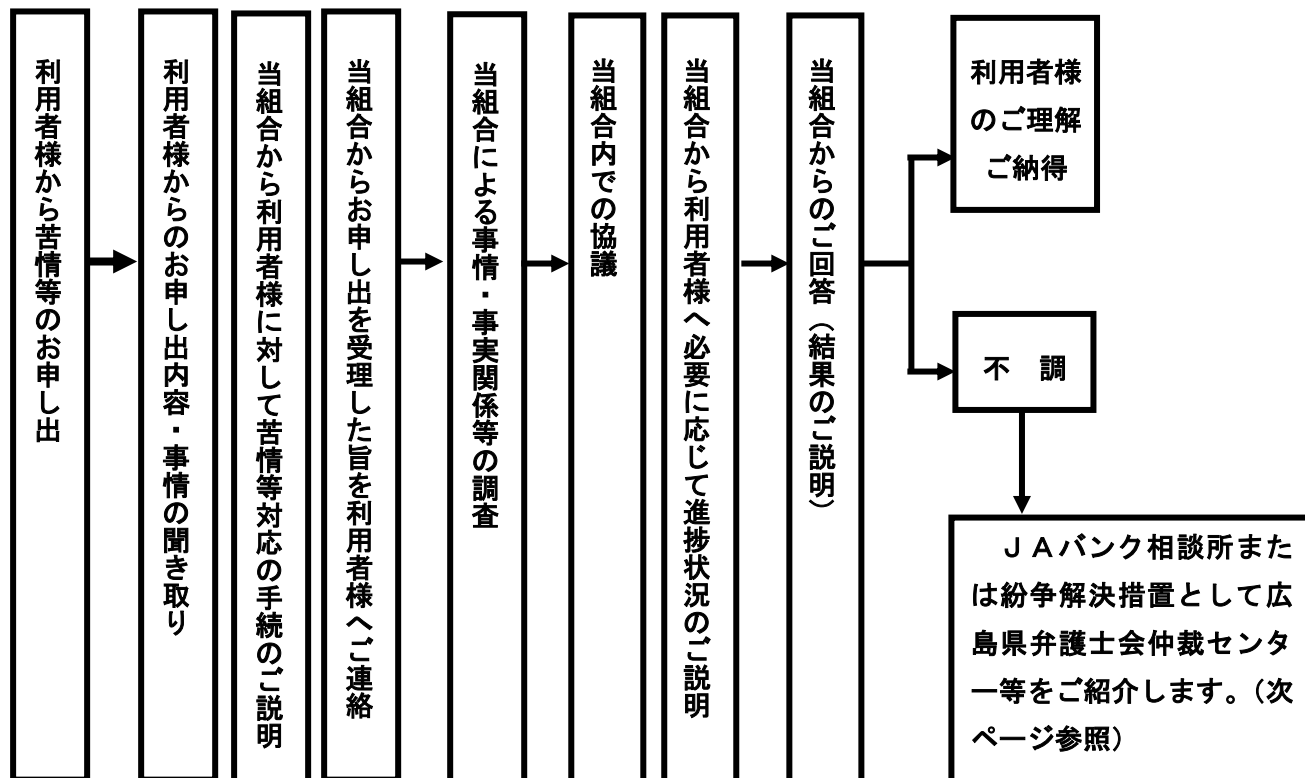 利用者様から苦情等のお申し出
利用者様からのお申し出内容・事情の聞き取り
当組合から利用者様に対して苦情等対応の手続のご説明
当組合からお申し出を受理した旨を利用者様へご連絡
当組合による事情・事実関係等の調査
当組合内での協議
当組合から利用者様へ必要に応じて進捗状況のご説明
当組合からのご回答（結果のご説明）
利用者様
のご理解
ご納得
不　調
ＪＡバンク相談所また
は紛争解決措置として広
島県弁護士会仲裁センタ
ー等をご紹介します。（次
ページ参照）